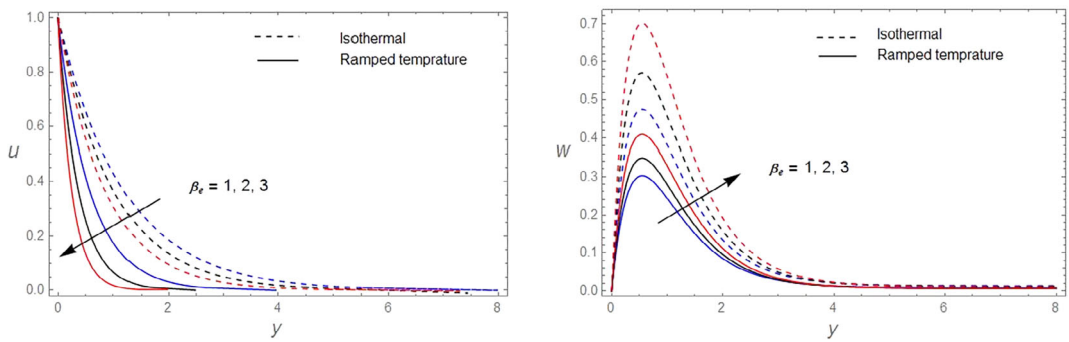 1.0
0.8
0.6
0.4
0.2
0.0
u
0
2
4
6
8
y
Isothermal
Ramped temprature
βe = 1, 2, 3
0.7
0.6
0.5
0.4
0.3
0.2
0.1
0.0
w
0
2
4
6
8
y
Isothermal
Ramped temprature
βe = 1, 2, 3